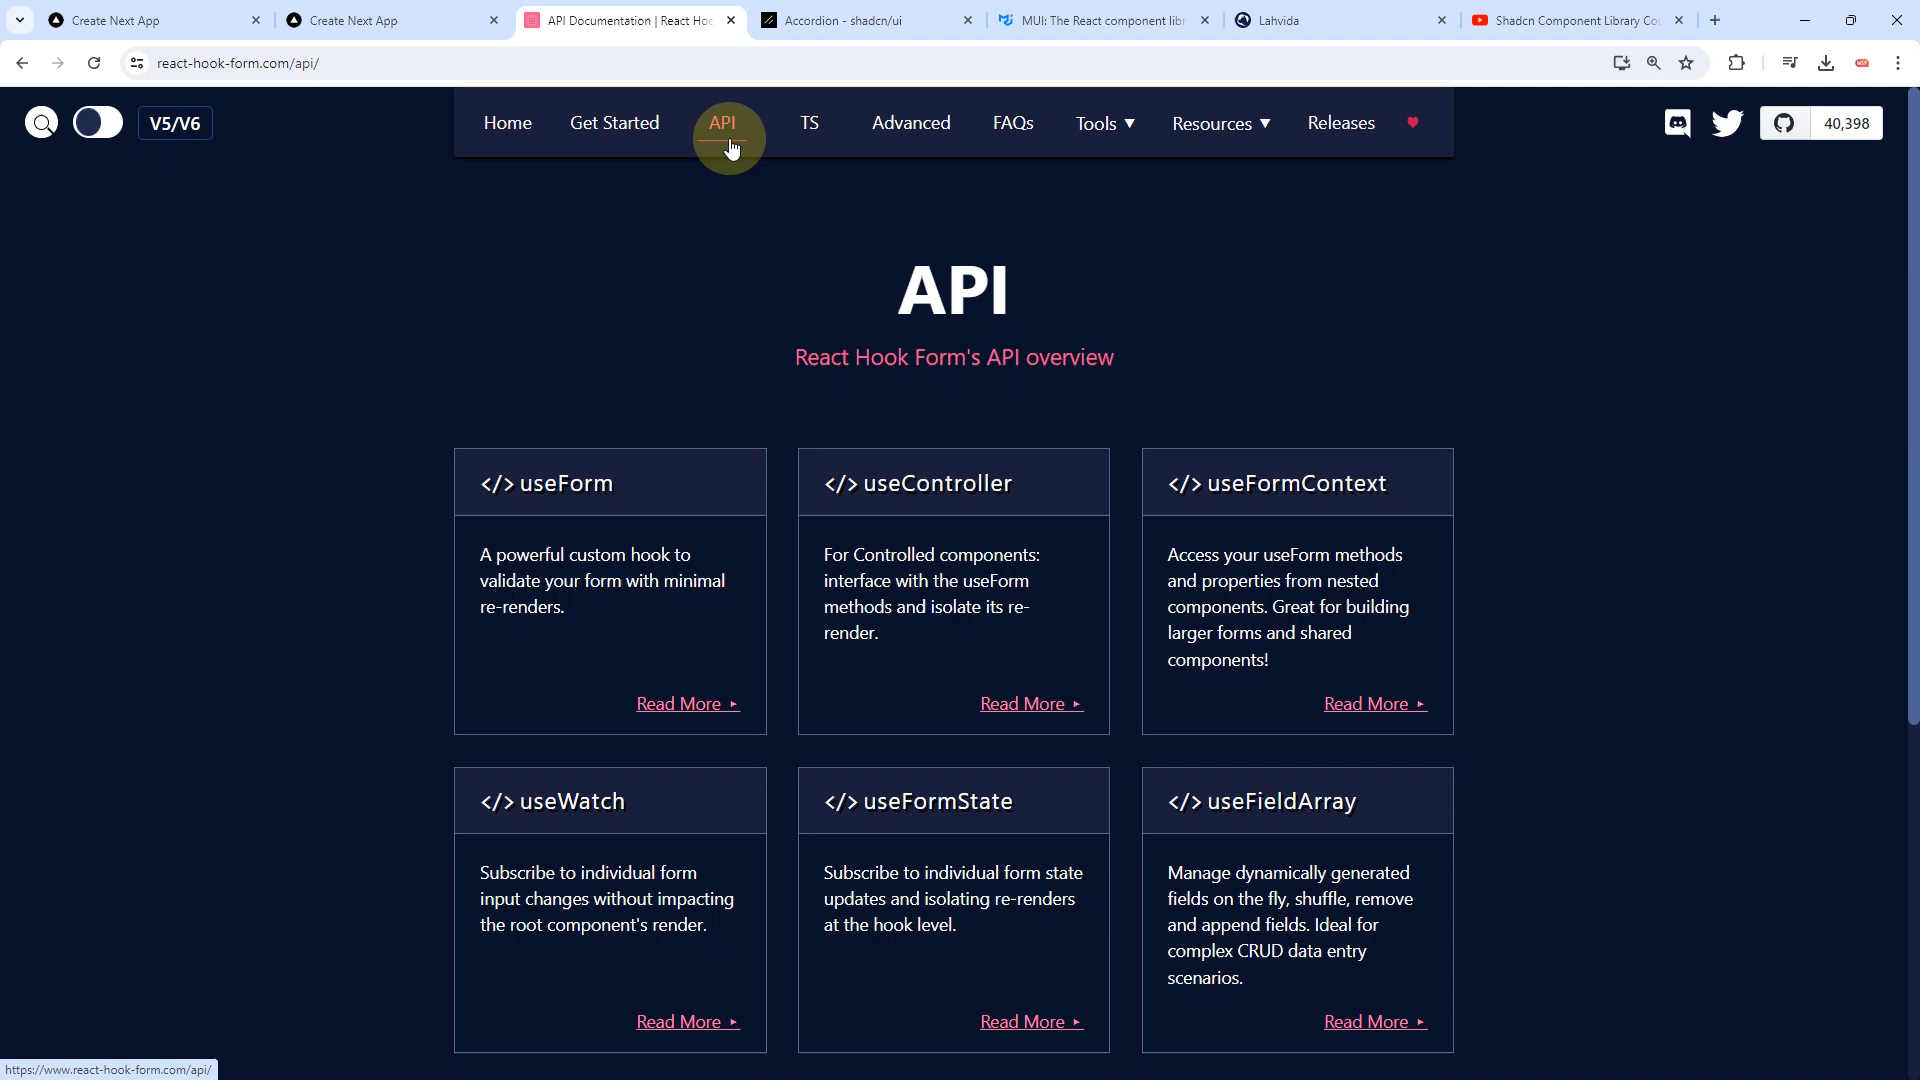 Create Next App
Create Next App
API Documentation | React Hoo
Accordion - shadcn/ui
MUI: The React component libr
Lahvida
Shadcn Component Library Cou
react-hook-form.com/api/
V5/V6
Home
Get Started
API
TS
Advanced
FAQs
Tools ▼
Resources ▼
Releases
40,398
API
React Hook Form's API overview
</> useForm
A powerful custom hook to
validate your form with minimal
re-renders.
Read More ▸
</> useController
For Controlled components:
interface with the useForm
methods and isolate its re-
render.
Read More ▸
</> useFormContext
Access your useForm methods
and properties from nested
components. Great for building
larger forms and shared
components!
Read More ▸
</> useWatch
Subscribe to individual form
input changes without impacting
the root component's render.
Read More ▸
</> useFormState
Subscribe to individual form state
updates and isolating re-renders
at the hook level.
Read More ▸
</> useFieldArray
Manage dynamically generated
fields on the fly, shuffle, remove
and append fields. Ideal for
complex CRUD data entry
scenarios.
Read More ▸
https://www.react-hook-form.com/api/